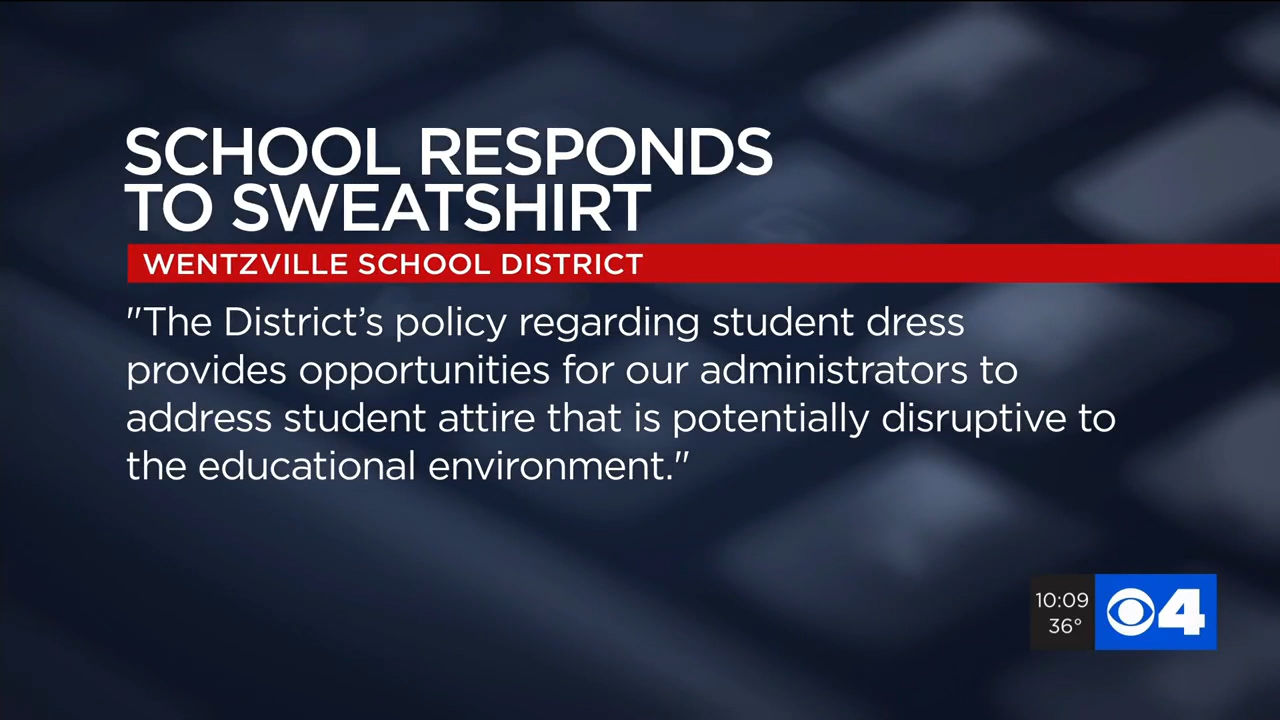 SCHOOL RESPONDS
TO SWEATSHIRT
WENTZVILLE SCHOOL DISTRICT
"The District’s policy regarding student dress
provides opportunities for our administrators to
address student attire that is potentially disruptive to
the educational environment."
10:09
36°
4